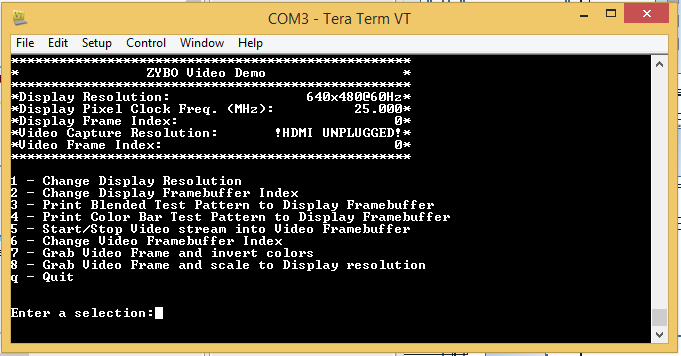 COM3 - Tera Term VT
File Edit Setup Control Window Help
**************************************************
*                ZYBO Video Demo                 *
**************************************************
*Display Resolution:                 640x480@60Hz*
*Display Pixel Clock Freq. (MHz):          25.000*
*Display Frame Index:                           0*
*Video Capture Resolution:       !HDMI UNPLUGGED!*
*Video Frame Index:                             0*
**************************************************
1 - Change Display Resolution
2 - Change Display Framebuffer Index
3 - Print Blended Test Pattern to Display Framebuffer
4 - Print Color Bar Test Pattern to Display Framebuffer
5 - Start/Stop Video stream into Video Framebuffer
6 - Change Video Framebuffer Index
7 - Grab Video Frame and invert colors
8 - Grab Video Frame and scale to Display resolution
q - Quit
Enter a selection: